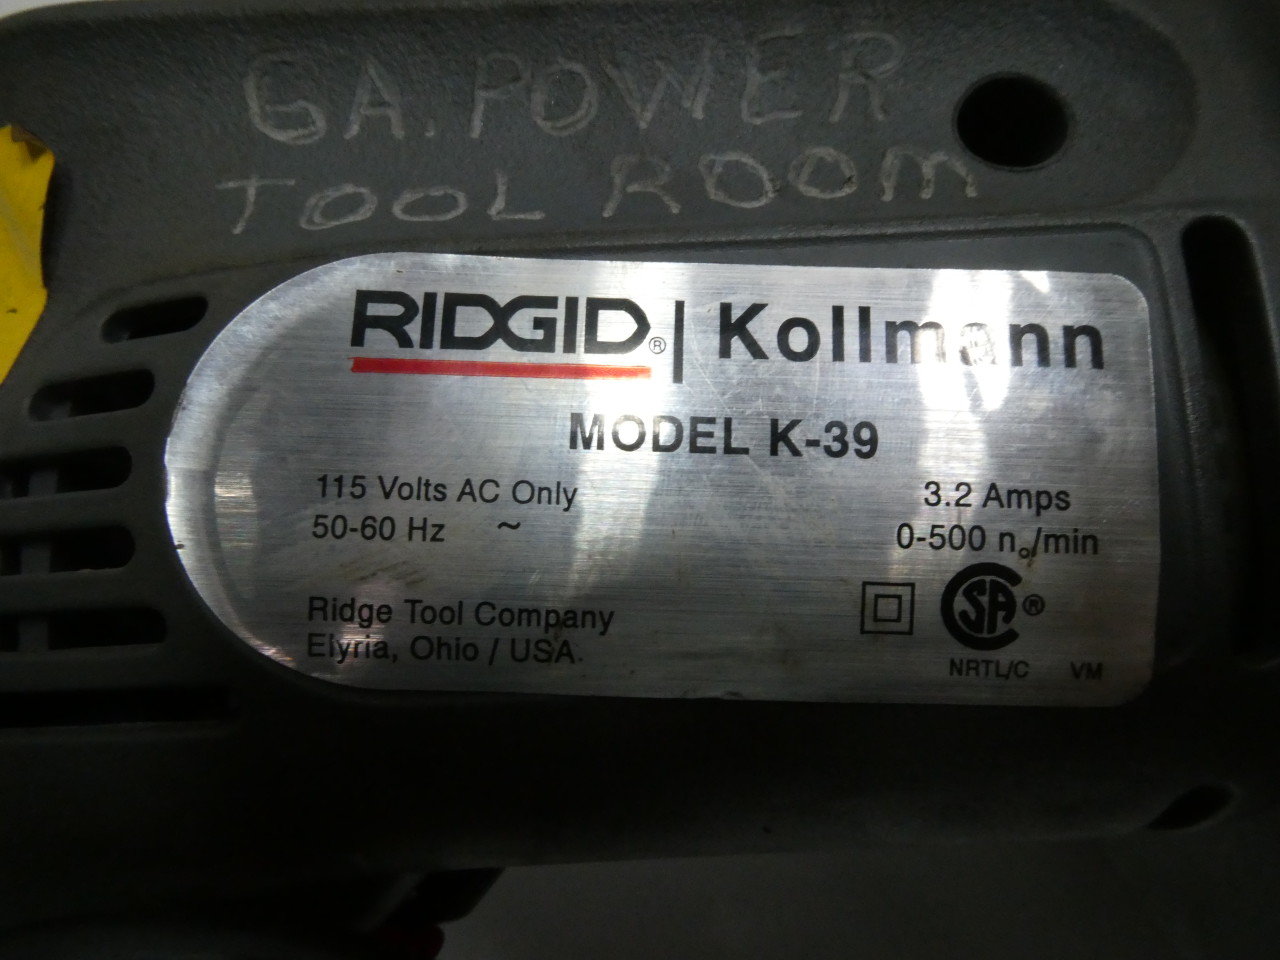 GA. POWER
TOOL ROOM
RIDGID® | Kollmann
MODEL K-39
115 Volts AC Only 3.2 Amps
50-60 Hz ~ 0-500 n₀/min
Ridge Tool Company
Elyria, Ohio / USA.
CSA ®
NRTL/C VM